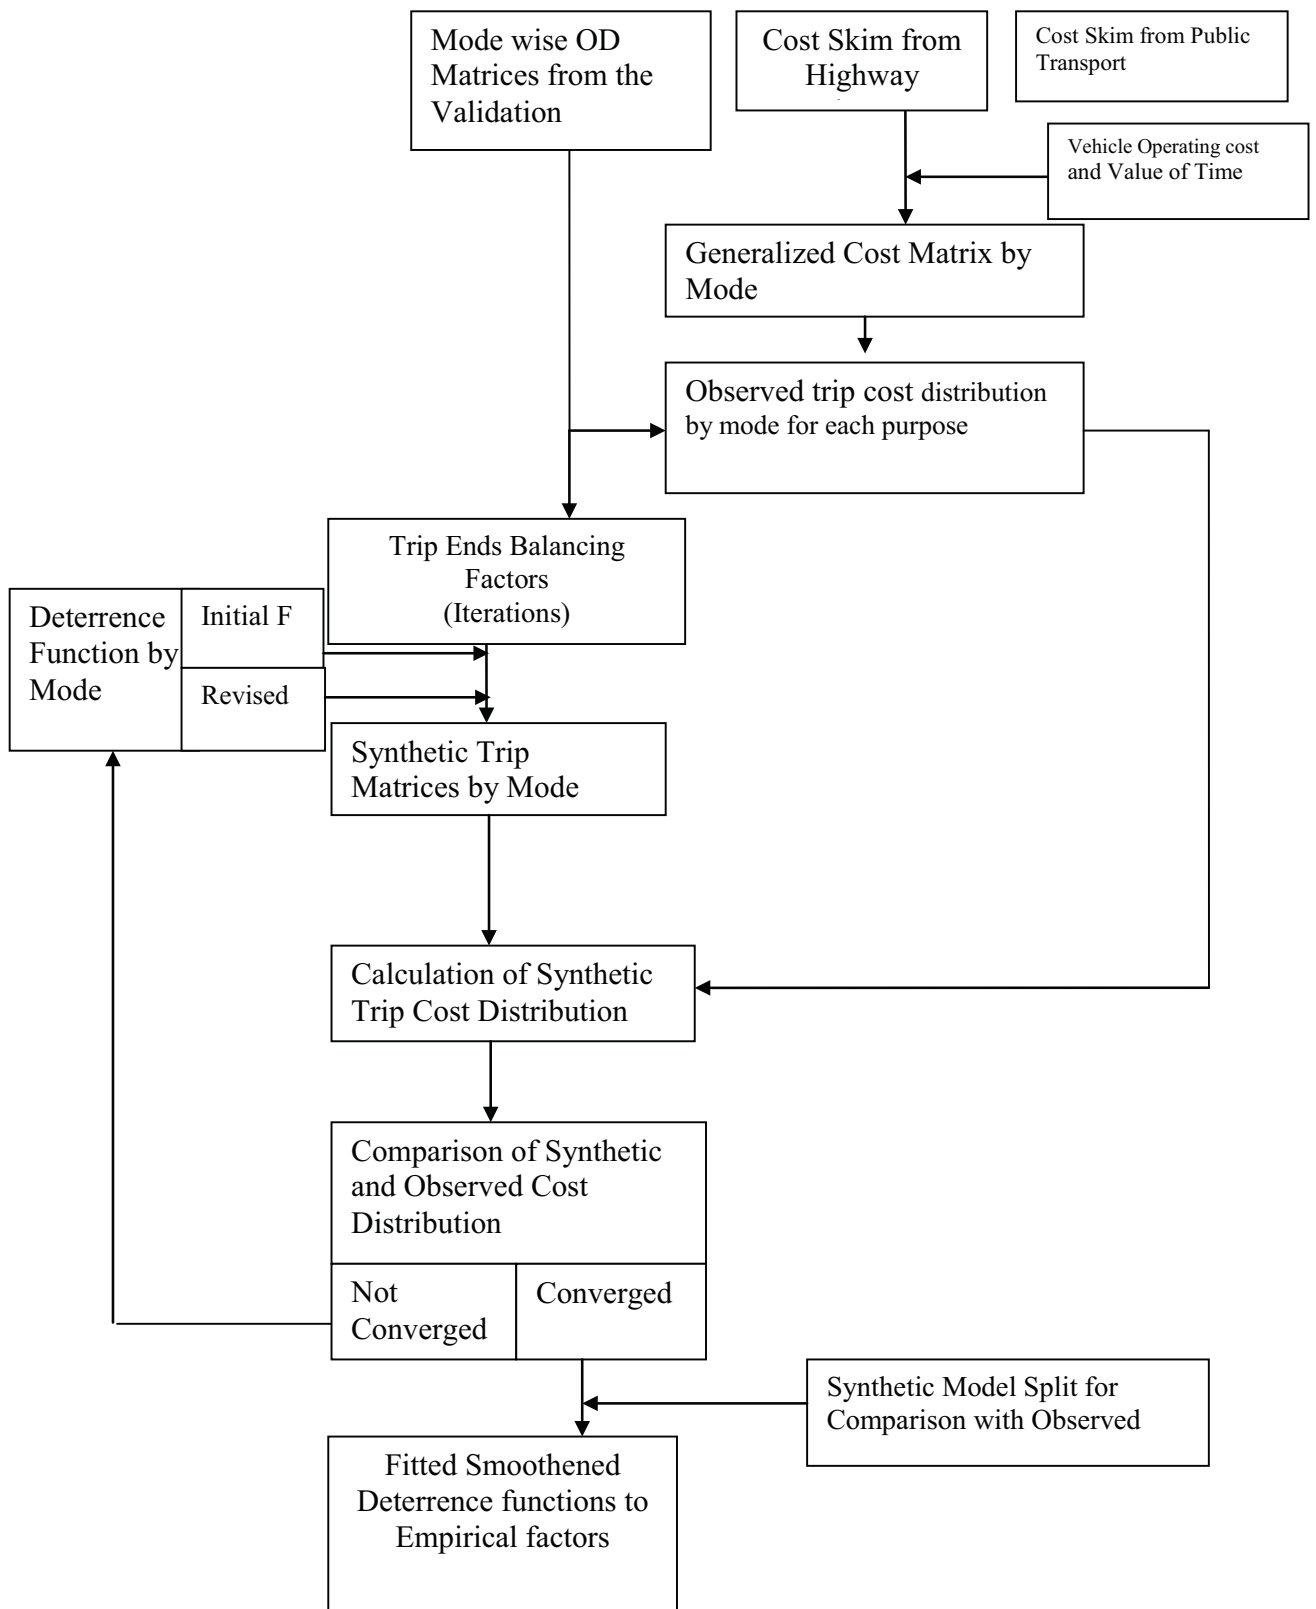 Mode wise OD
Matrices from the
Validation
Cost Skim from
Highway
Cost Skim from Public
Transport
Vehicle Operating cost
and Value of Time
Generalized Cost Matrix by
Mode
Observed trip cost distribution
by mode for each purpose
Trip Ends Balancing
Factors
(Iterations)
Deterrence
Function by
Mode
Initial F
Revised
Synthetic Trip
Matrices by Mode
Calculation of Synthetic
Trip Cost Distribution
Comparison of Synthetic
and Observed Cost
Distribution
Not
Converged
Converged
Synthetic Model Split for
Comparison with Observed
Fitted Smoothened
Deterrence functions to
Empirical factors